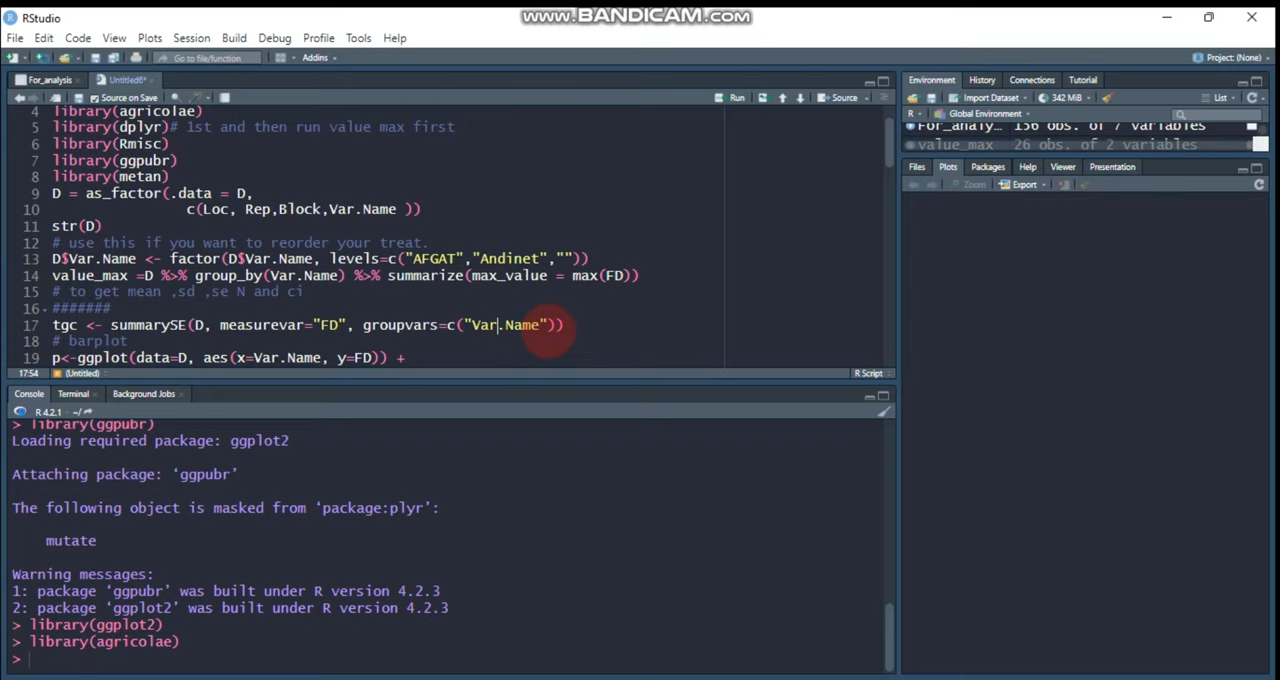 RStudio
www.BANDICAM.com
File Edit Code View Plots Session Build Debug Profile Tools Help
Go to file/function Addins Project: (None)
For_analysis Untitled6*
Source on Save Run Source
4 library(agricolae)
5 library(dplyr)# 1st and then run value max first
6 library(Rmisc)
7 library(ggpubr)
8 library(metan)
9 D = as_factor(.data = D,
10 c(Loc, Rep,Block,Var.Name ))
11 str(D)
12 # use this if you want to reorder your treat.
13 D$Var.Name <- factor(D$Var.Name, levels=c("AFGAT","Andinet",""))
14 value_max =D %>% group_by(Var.Name) %>% summarize(max_value = max(FD))
15 # to get mean ,sd ,se N and ci
16 #######
17 tgc <- summarySE(D, measurevar="FD", groupvars=c("Var.Name"))
18 # barplot
19 p<-ggplot(data=D, aes(x=Var.Name, y=FD)) +
17:54 (Untitled) R Script
Console Terminal Background Jobs
R 4.2.1 · ~/
> library(ggpubr)
Loading required package: ggplot2
Attaching package: ‘ggpubr’
The following object is masked from ‘package:plyr’:
mutate
Warning messages:
1: package ‘ggpubr’ was built under R version 4.2.3
2: package ‘ggplot2’ was built under R version 4.2.3
> library(ggplot2)
> library(agricolae)
>
Environment History Connections Tutorial
Import Dataset 342 MiB List
R Global Environment
For_analy… 156 obs. of 7 variables
value_max 26 obs. of 2 variables
Files Plots Packages Help Viewer Presentation
Zoom Export